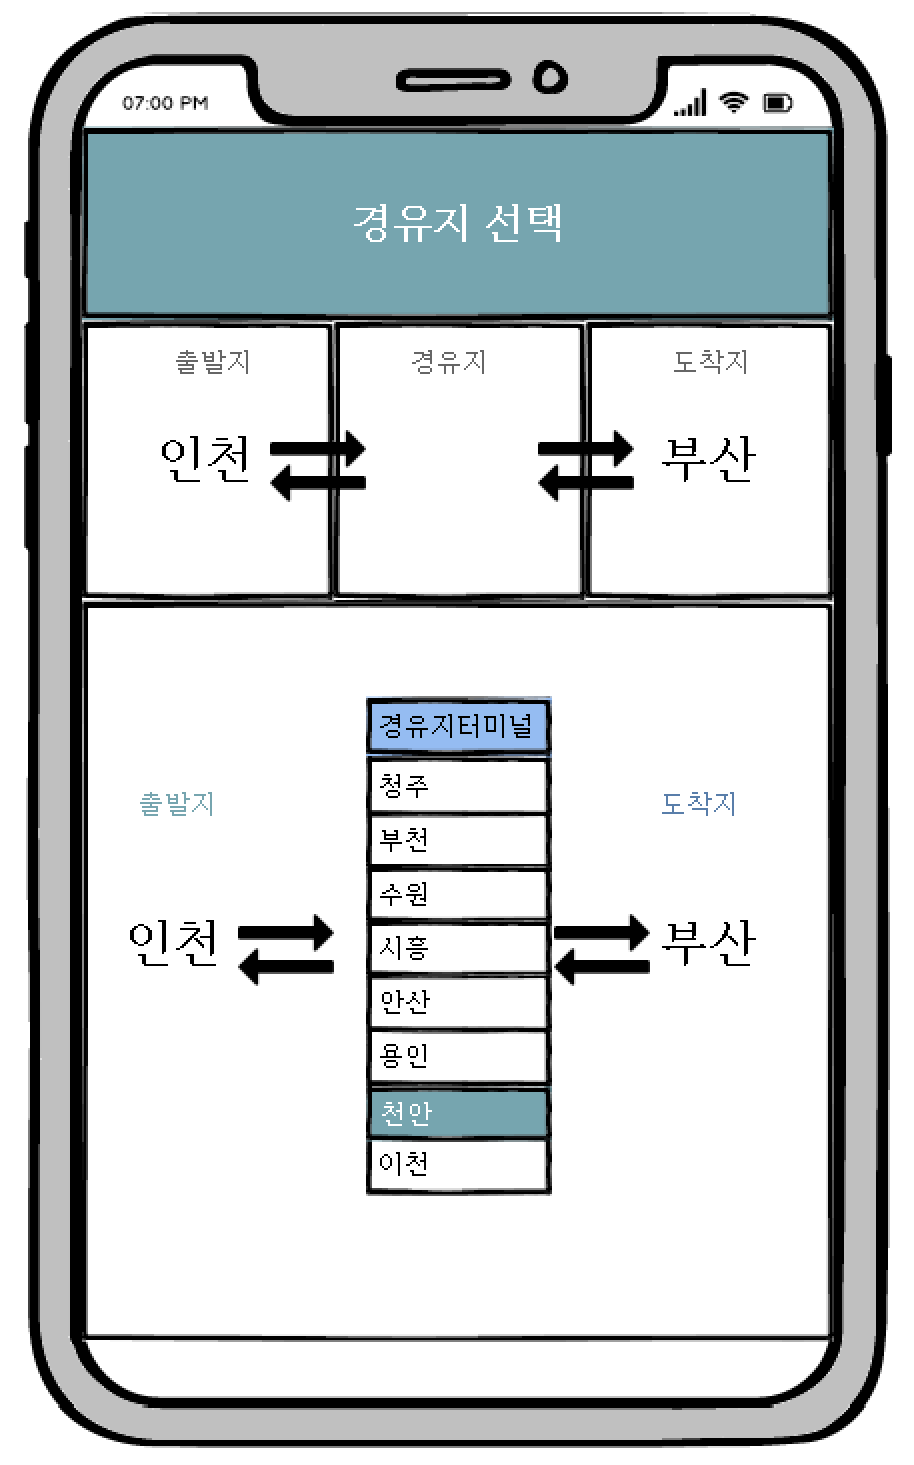 07:00 PM
경유지 선택
출발지 경유지 도착지
인천 부산
경유지터미널
청주
출발지 도착지
부천
수원
인천 부산
시흥
안산
용인
천안
이천